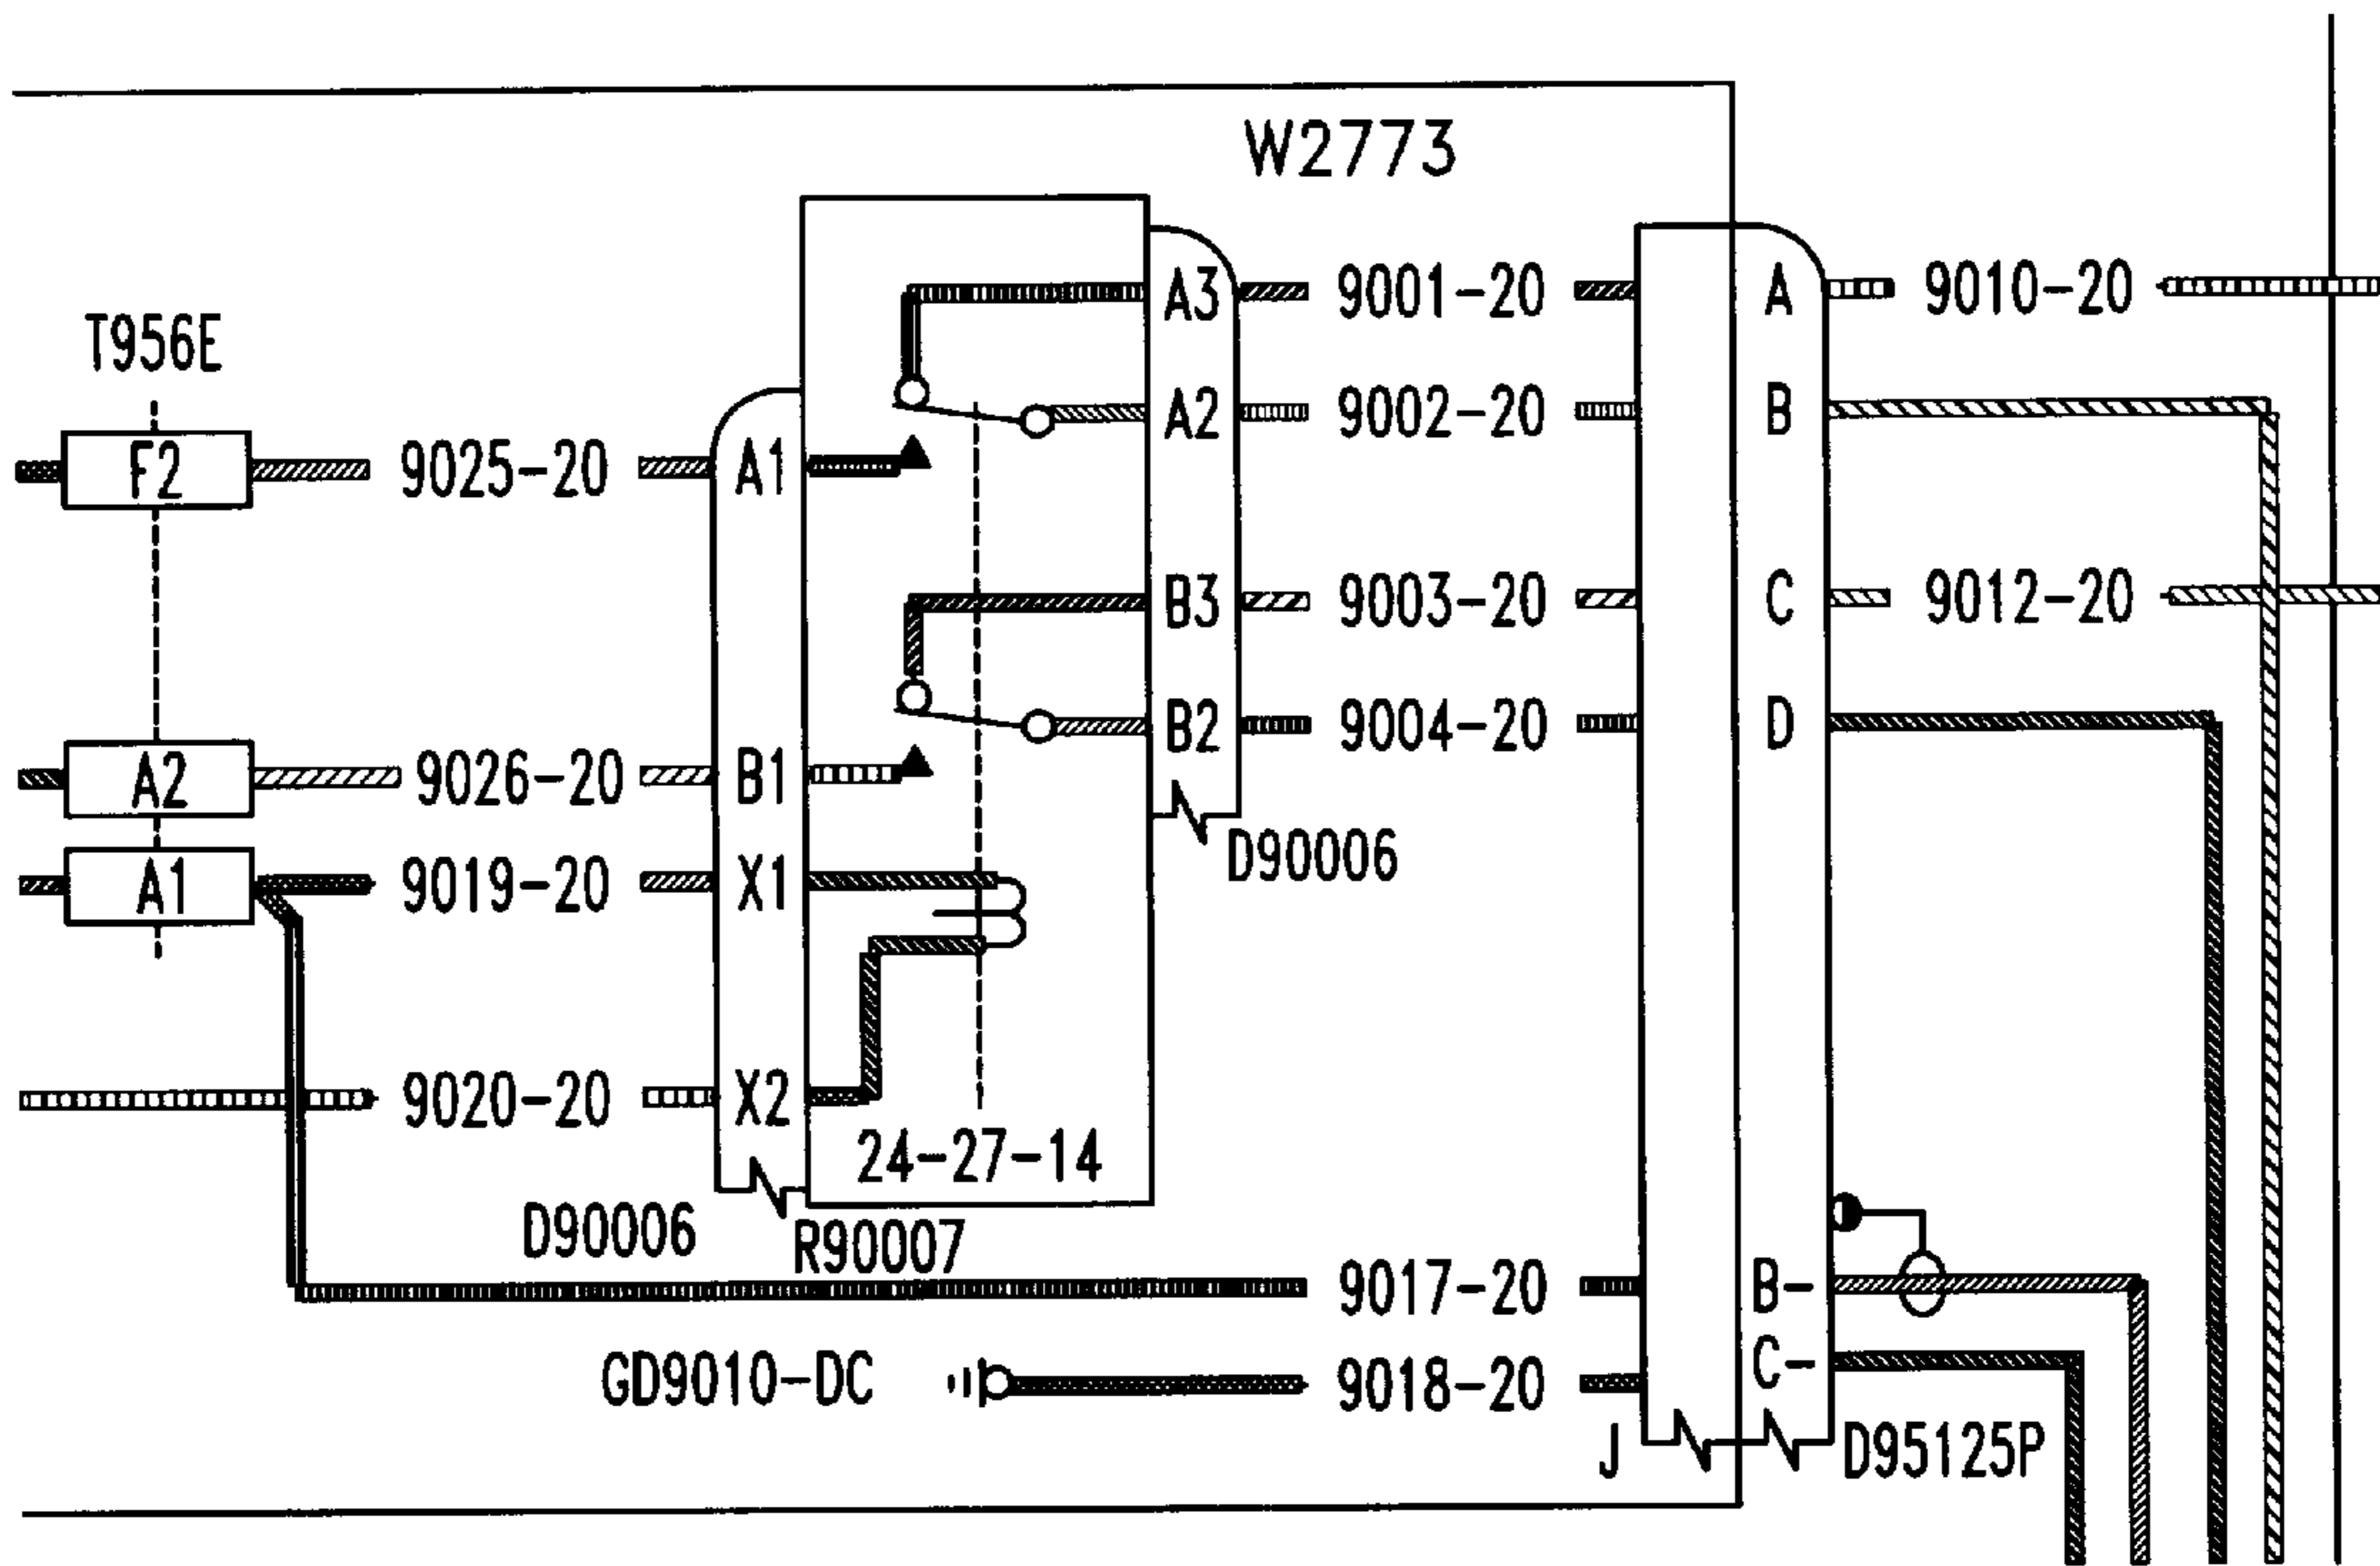 W2773
A3 9001-20 A 9010-20
T956E
A2 9002-20 B
F2 9025-20 A1
B3 9003-20 C 9012-20
B2 9004-20 D
A2 9026-20 B1
D90006
A1 9019-20 X1
9020-20 X2
24-27-14
D90006 R90007
9017-20 B-
GD9010-DC 9018-20 C-
J D95125P